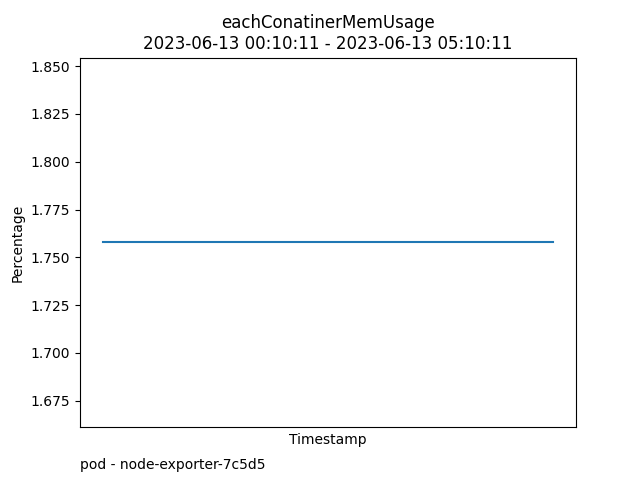 eachConatinerMemUsage
2023-06-13 00:10:11 - 2023-06-13 05:10:11
1.850
1.825
1.800
1.775
1.750
1.725
1.700
1.675
Percentage
Timestamp
pod - node-exporter-7c5d5